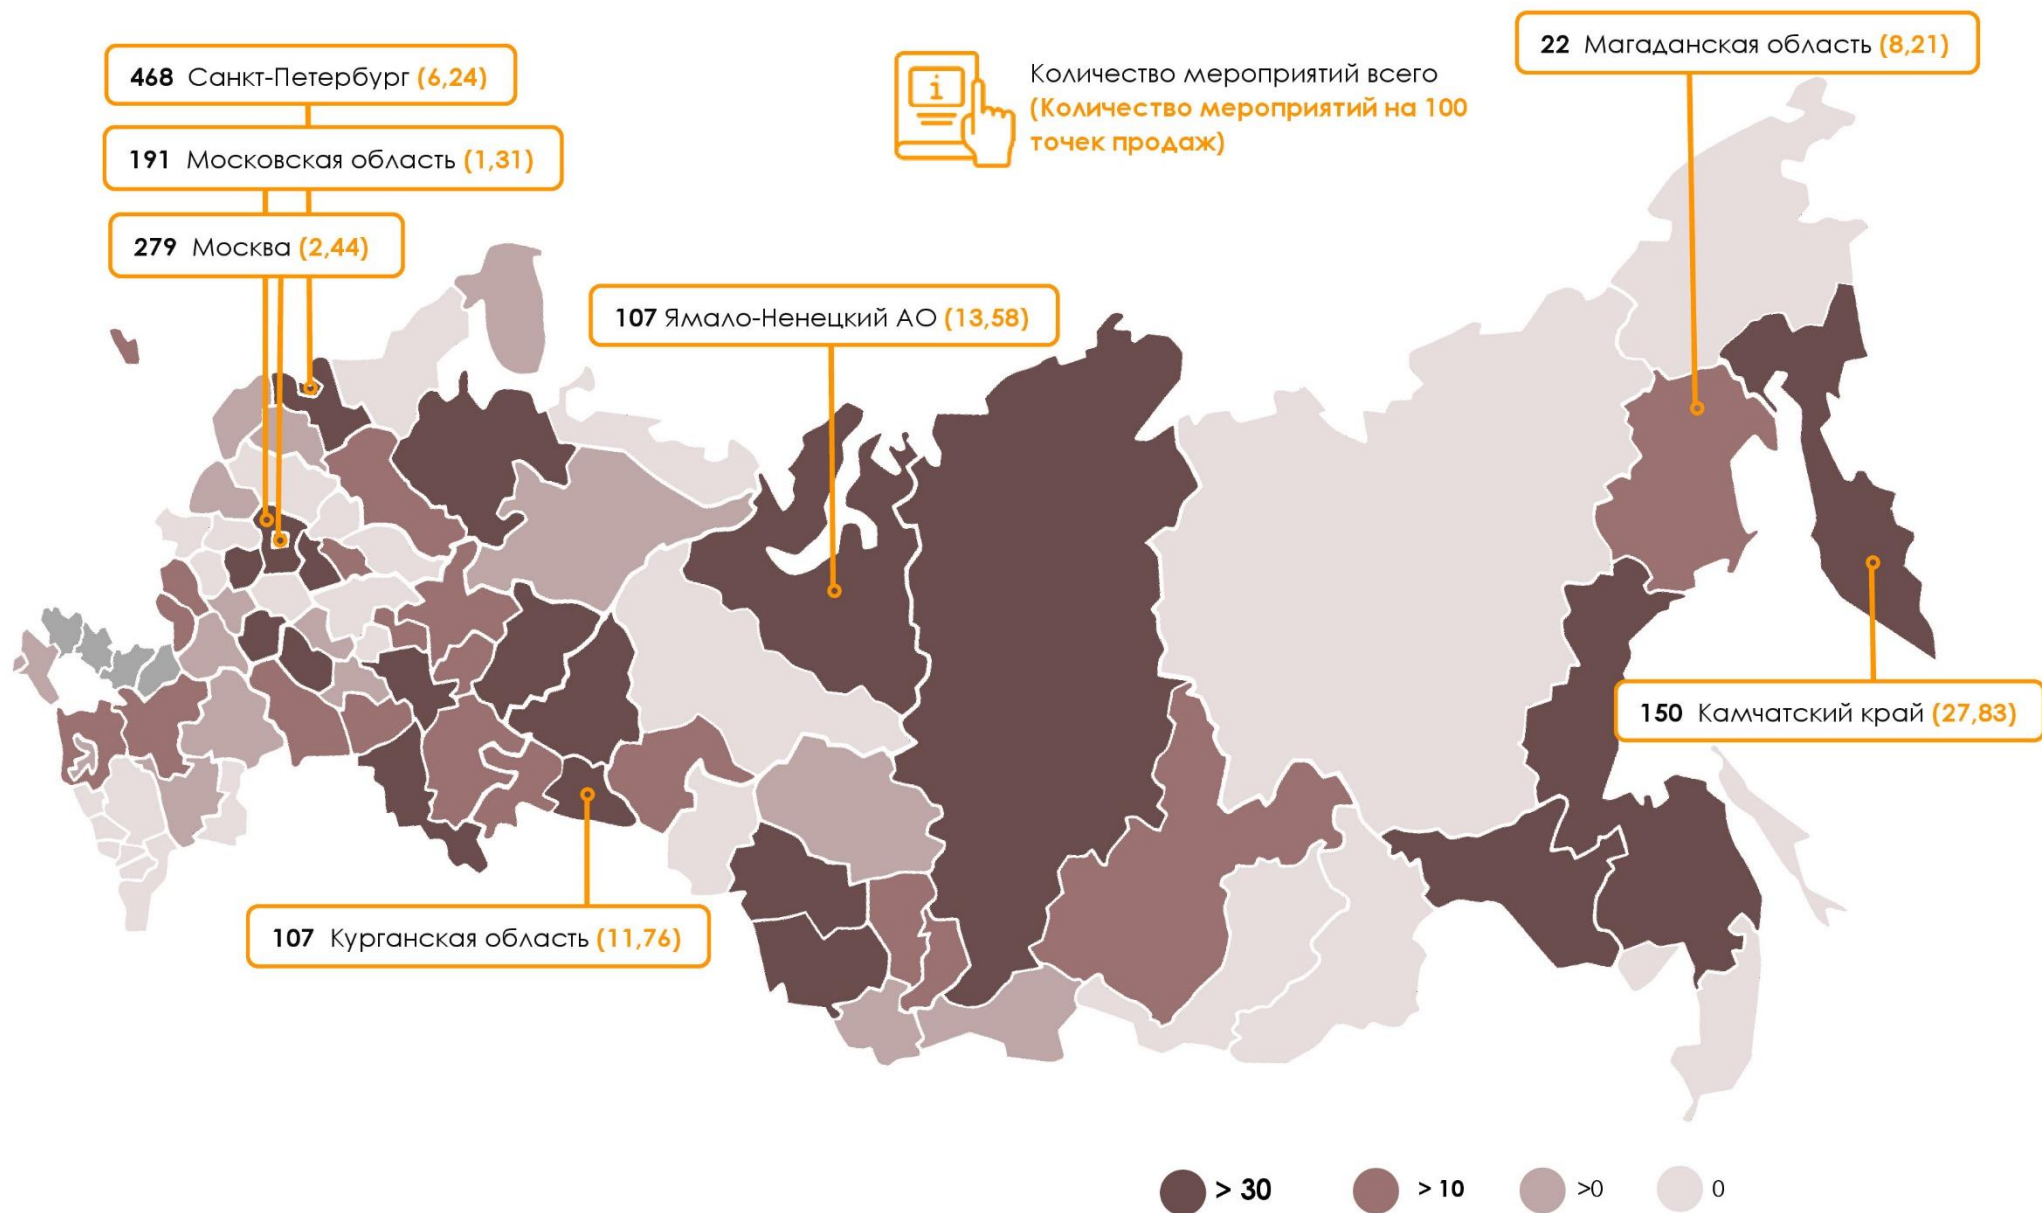 468 Санкт-Петербург (6,24)
191 Московская область (1,31)
279 Москва (2,44)
i
Количество мероприятий всего
(Количество мероприятий на 100
точек продаж)
22 Магаданская область (8,21)
107 Ямало-Ненецкий АО (13,58)
150 Камчатский край (27,83)
107 Курганская область (11,76)
> 30 > 10 >0 0